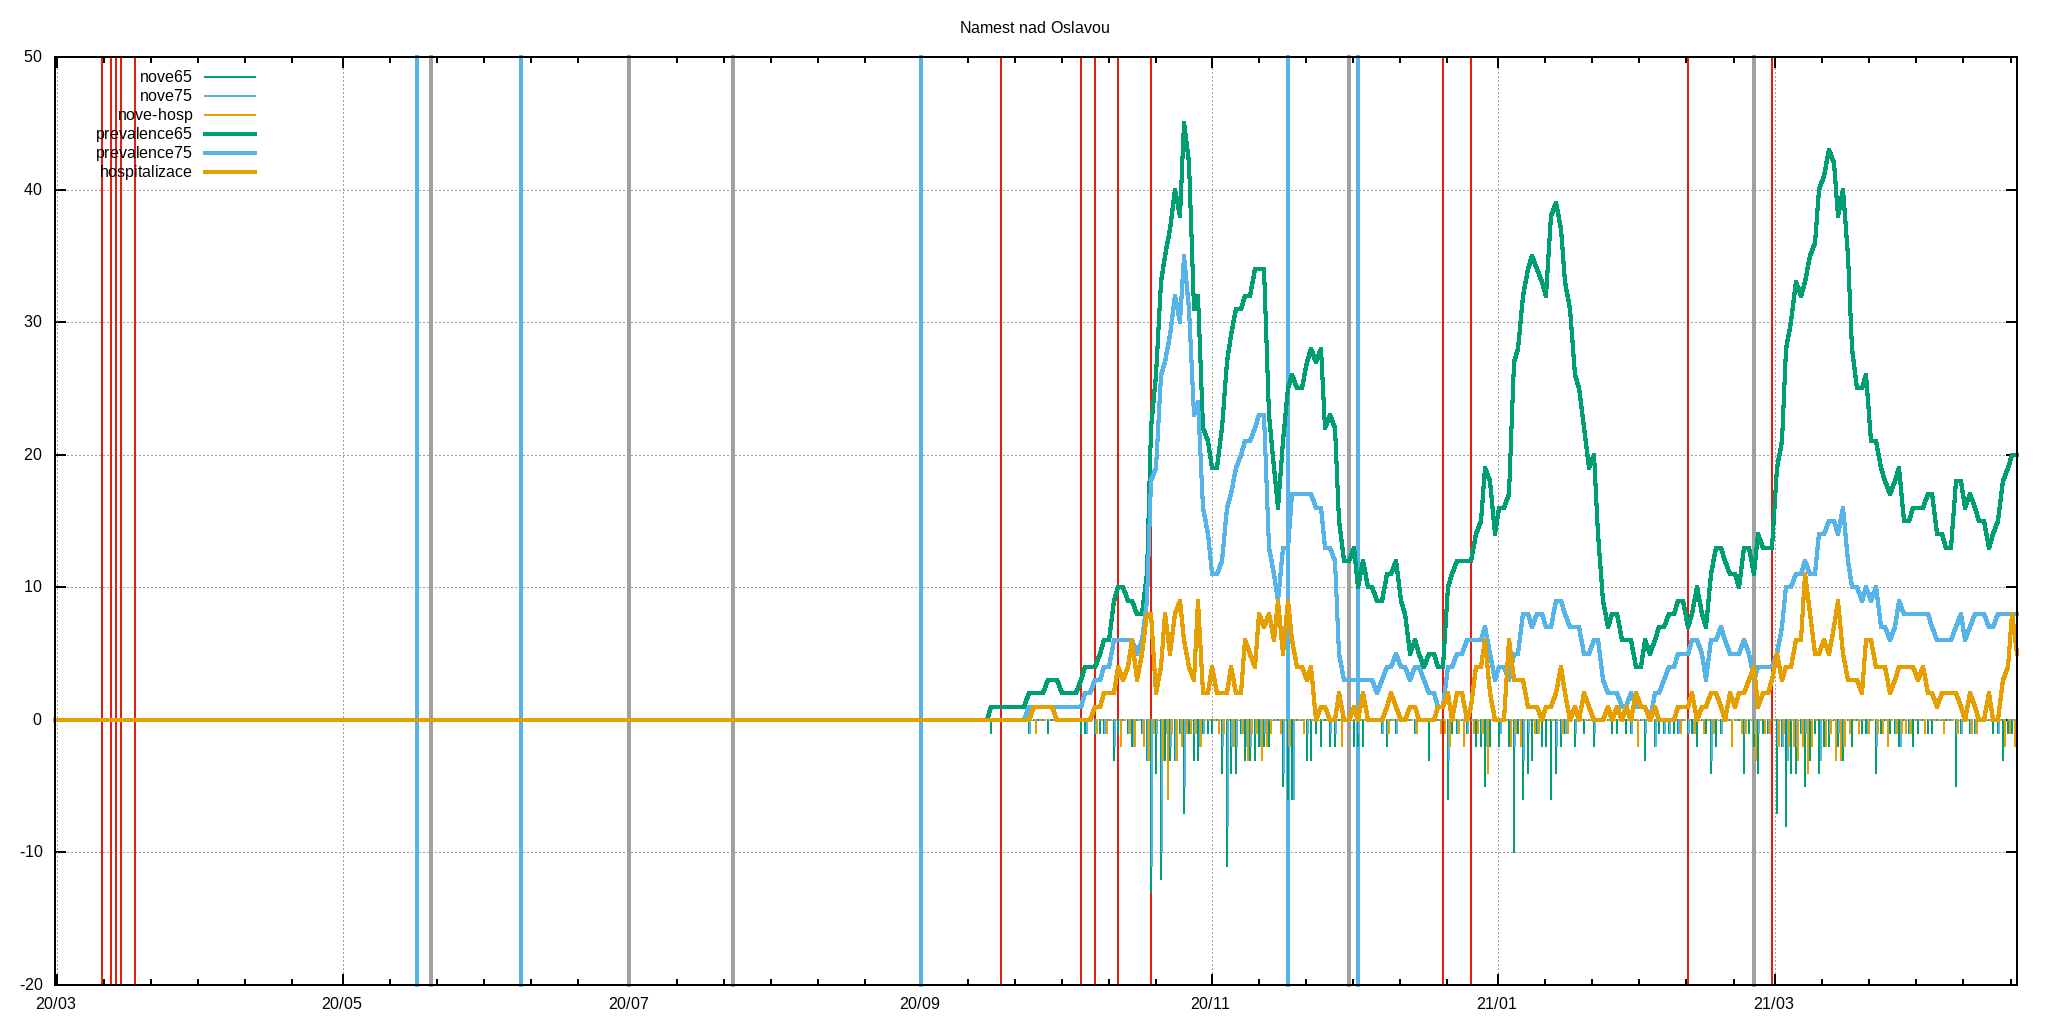 Namest nad Oslavou
50
40
30
20
10
0
-10
-20
nove65
nove75
nove-hosp
prevalence65
prevalence75
hospitalizace
20/03 20/05 20/07 20/09 20/11 21/01 21/03